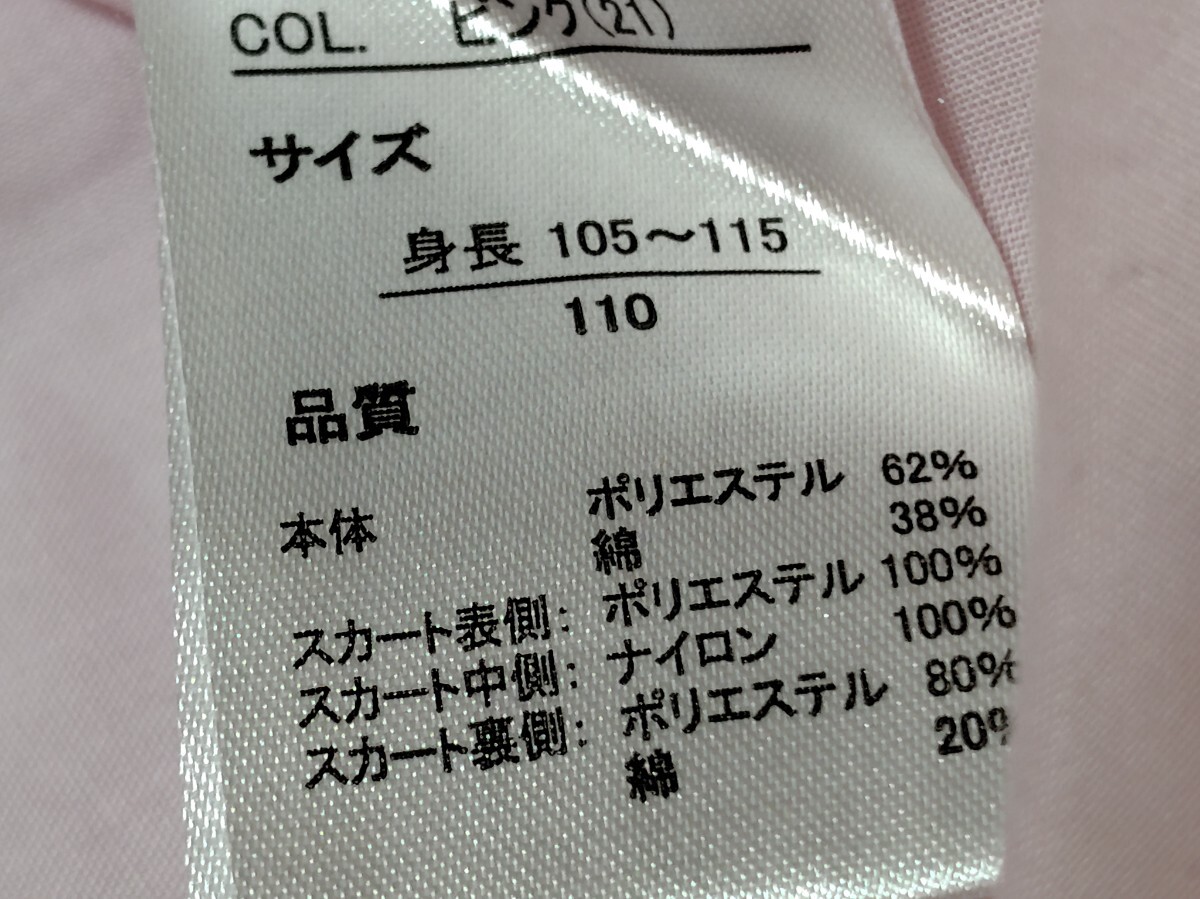 COL. ピンク(21)
サイズ
身長 105～115
110
品質
本体 ポリエステル 62%
綿 38%
スカート表側: ポリエステル 100%
スカート中側: ナイロン 100%
スカート裏側: ポリエステル 80%
綿 20%